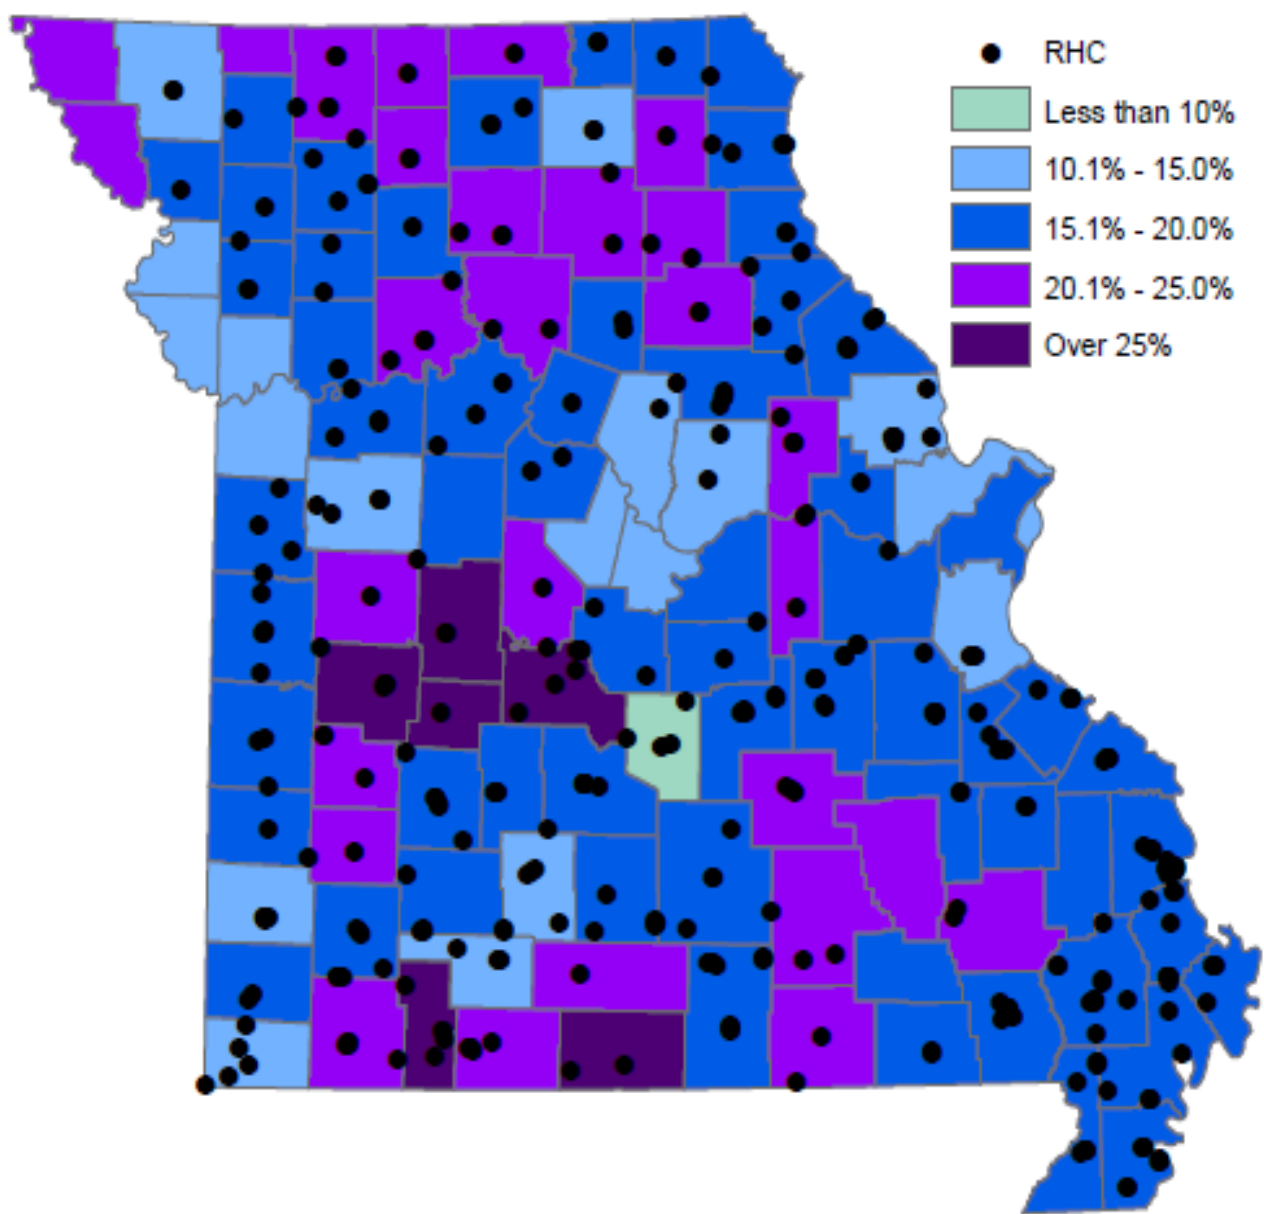 RHC
Less than 10%
10.1% - 15.0%
15.1% - 20.0%
20.1% - 25.0%
Over 25%